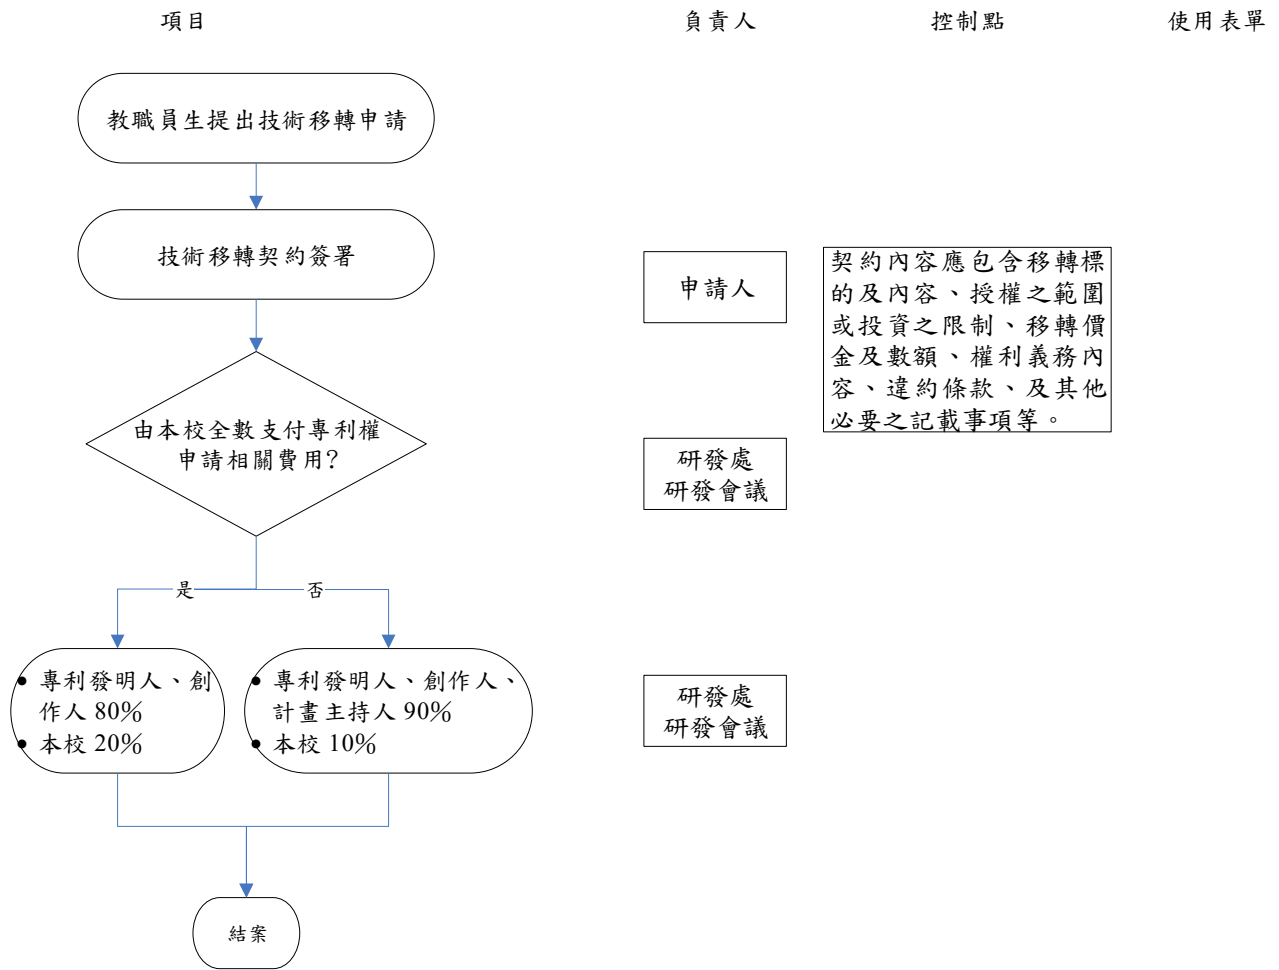 項目
負責人
控制點
使用表單
教職員生提出技術移轉申請
技術移轉契約簽署
申請人
契約內容應包含移轉標
的及內容、授權之範圍
或投資之限制、移轉價
金及數額、權利義務內
容、違約條款、及其他
必要之記載事項等。
由本校全數支付專利權
申請相關費用?
研發處
研發會議
是
否
• 專利發明人、創
作人 80%
• 本校 20%
• 專利發明人、創作人、
計畫主持人 90%
• 本校 10%
研發處
研發會議
結案